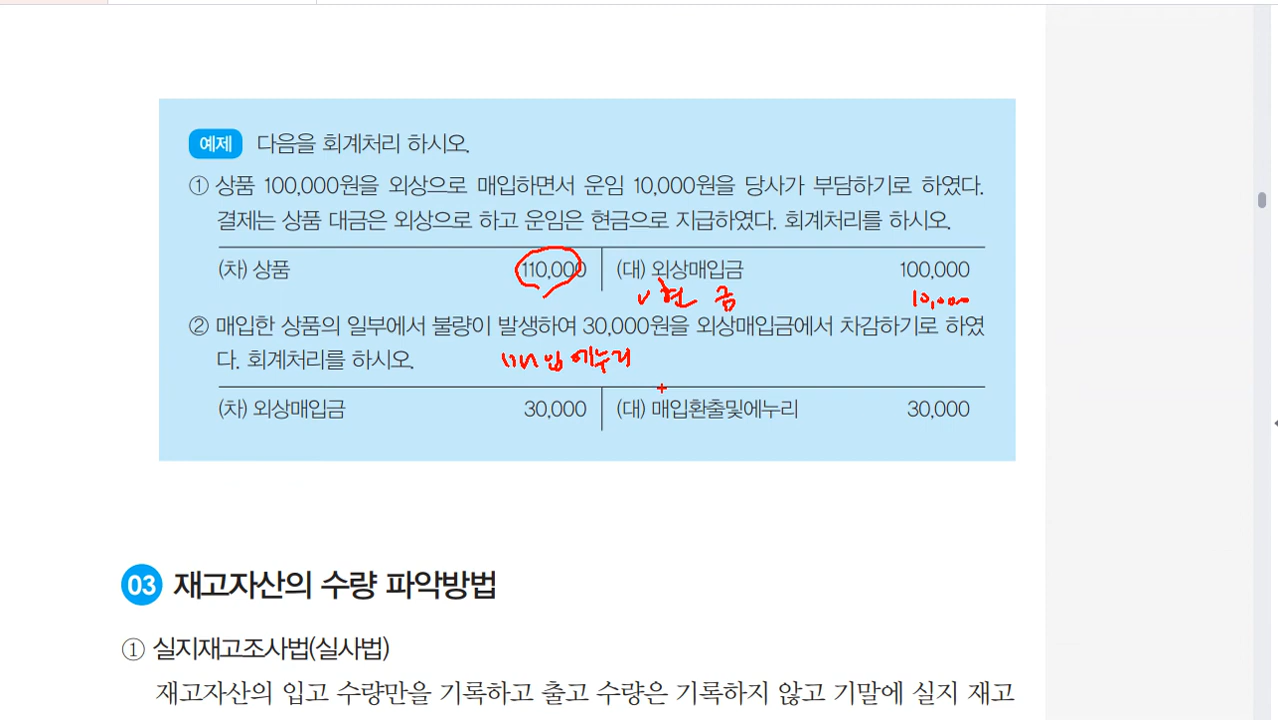 예제 다음을 회계처리 하시오.
① 상품 100,000원을 외상으로 매입하면서 운임 10,000원을 당사가 부담하기로 하였다.
결제는 상품 대금은 외상으로 하고 운임은 현금으로 지급하였다. 회계처리를 하시오.
(차) 상품 110,000 (대) 외상매입금 100,000
현 금 10,000
② 매입한 상품의 일부에서 불량이 발생하여 30,000원을 외상매입금에서 차감하기로 하였
다. 회계처리를 하시오. 매입에누리
(차) 외상매입금 30,000 (대) 매입환출및에누리 30,000
03 재고자산의 수량 파악방법
① 실지재고조사법(실사법)
재고자산의 입고 수량만을 기록하고 출고 수량은 기록하지 않고 기말에 실지 재고